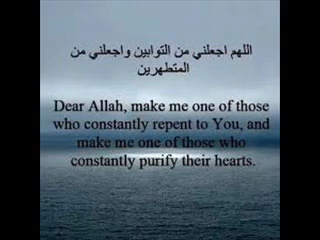 اللهم اجعلني من التوابين واجعلني من
المتطهرين
Dear Allah, make me one of those
who constantly repent to You, and
make me one of those who
constantly purify their hearts.